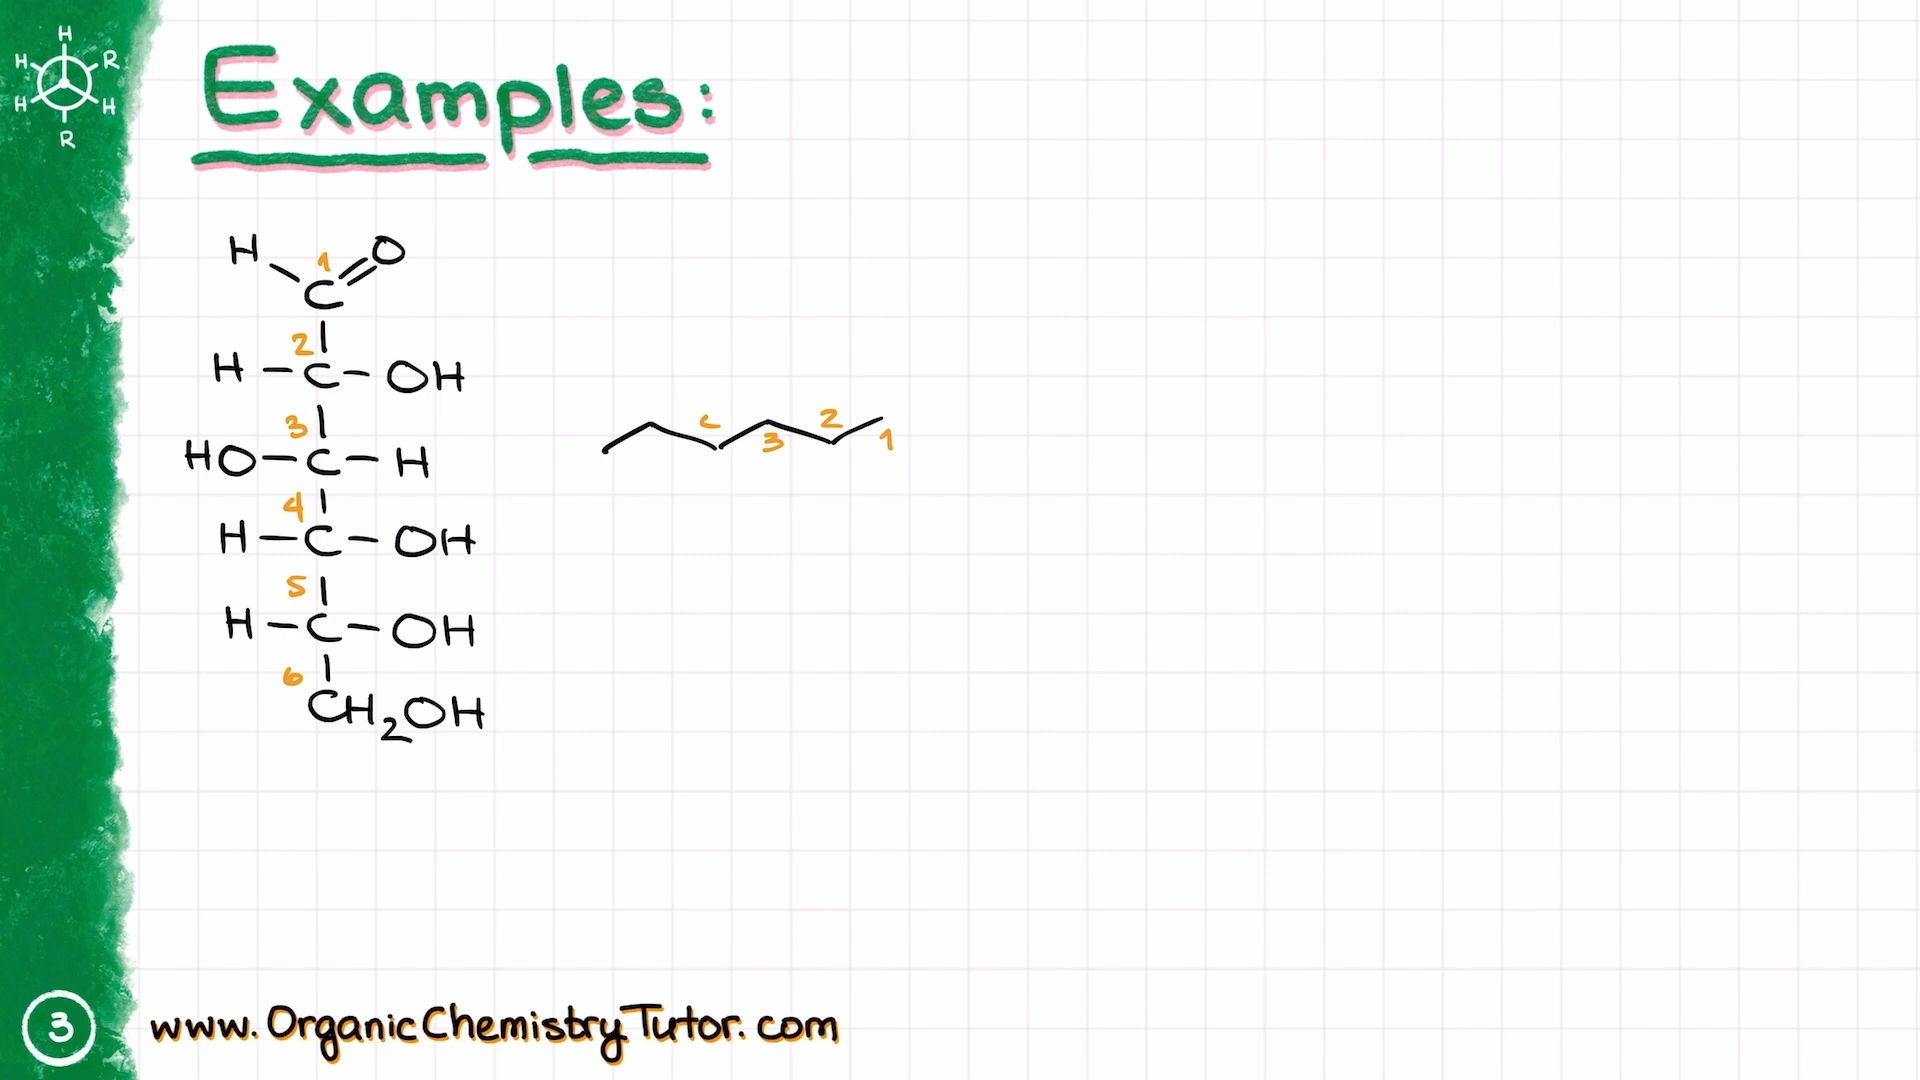 H
H R
H H
R
Examples:
H 1 O
C
2
H - C - OH
3
HO - C - H
4
H - C - OH
5
H - C - OH
6
CH2OH
2
3 1
3
www.OrganicChemistryTutor.com